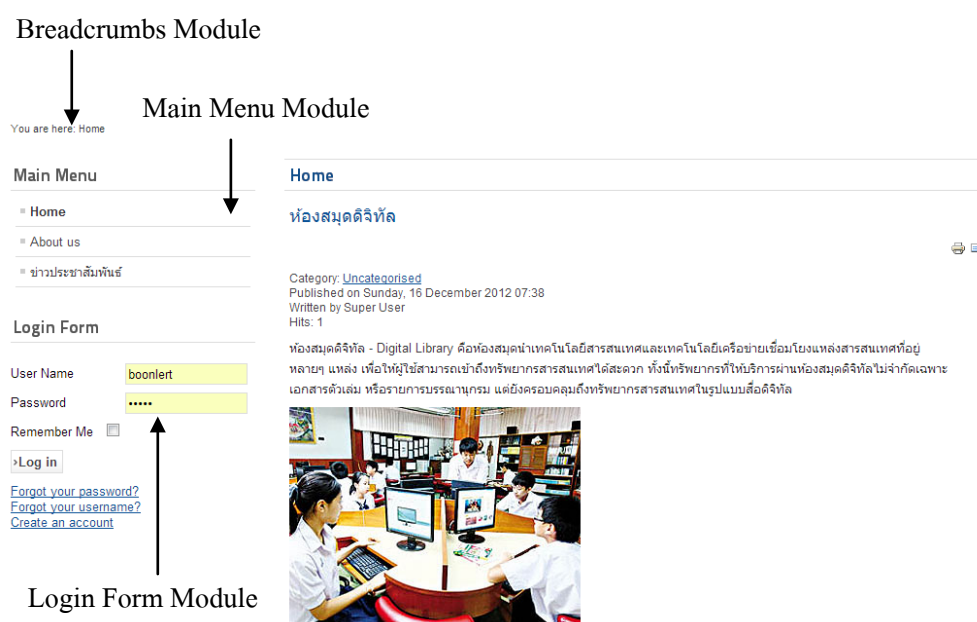 Breadcrumbs Module
Main Menu Module
You are here: Home
Main Menu
Home
About us
ข่าวประชาสัมพันธ์
Login Form
User Name boonlert
Password •••••
Remember Me
›Log in
Forgot your password?
Forgot your username?
Create an account
Login Form Module
Home
ห้องสมุดดิจิทัล
Category: Uncategorised
Published on Sunday, 16 December 2012 07:38
Written by Super User
Hits: 1
ห้องสมุดดิจิทัล - Digital Library คือห้องสมุดนำเทคโนโลยีสารสนเทศและเทคโนโลยีเครือข่ายเชื่อมโยงแหล่งสารสนเทศที่อยู่
หลายๆ แหล่ง เพื่อให้ผู้ใช้สามารถเข้าถึงทรัพยากรสารสนเทศได้สะดวก ทั้งนี้ทรัพยากรที่ให้บริการผ่านห้องสมุดดิจิทัลไม่จำกัดเฉพาะ
เอกสารตัวเล่ม หรือรายการบรรณานุกรม แต่ยังครอบคลุมถึงทรัพยากรสารสนเทศในรูปแบบสื่อดิจิทัล